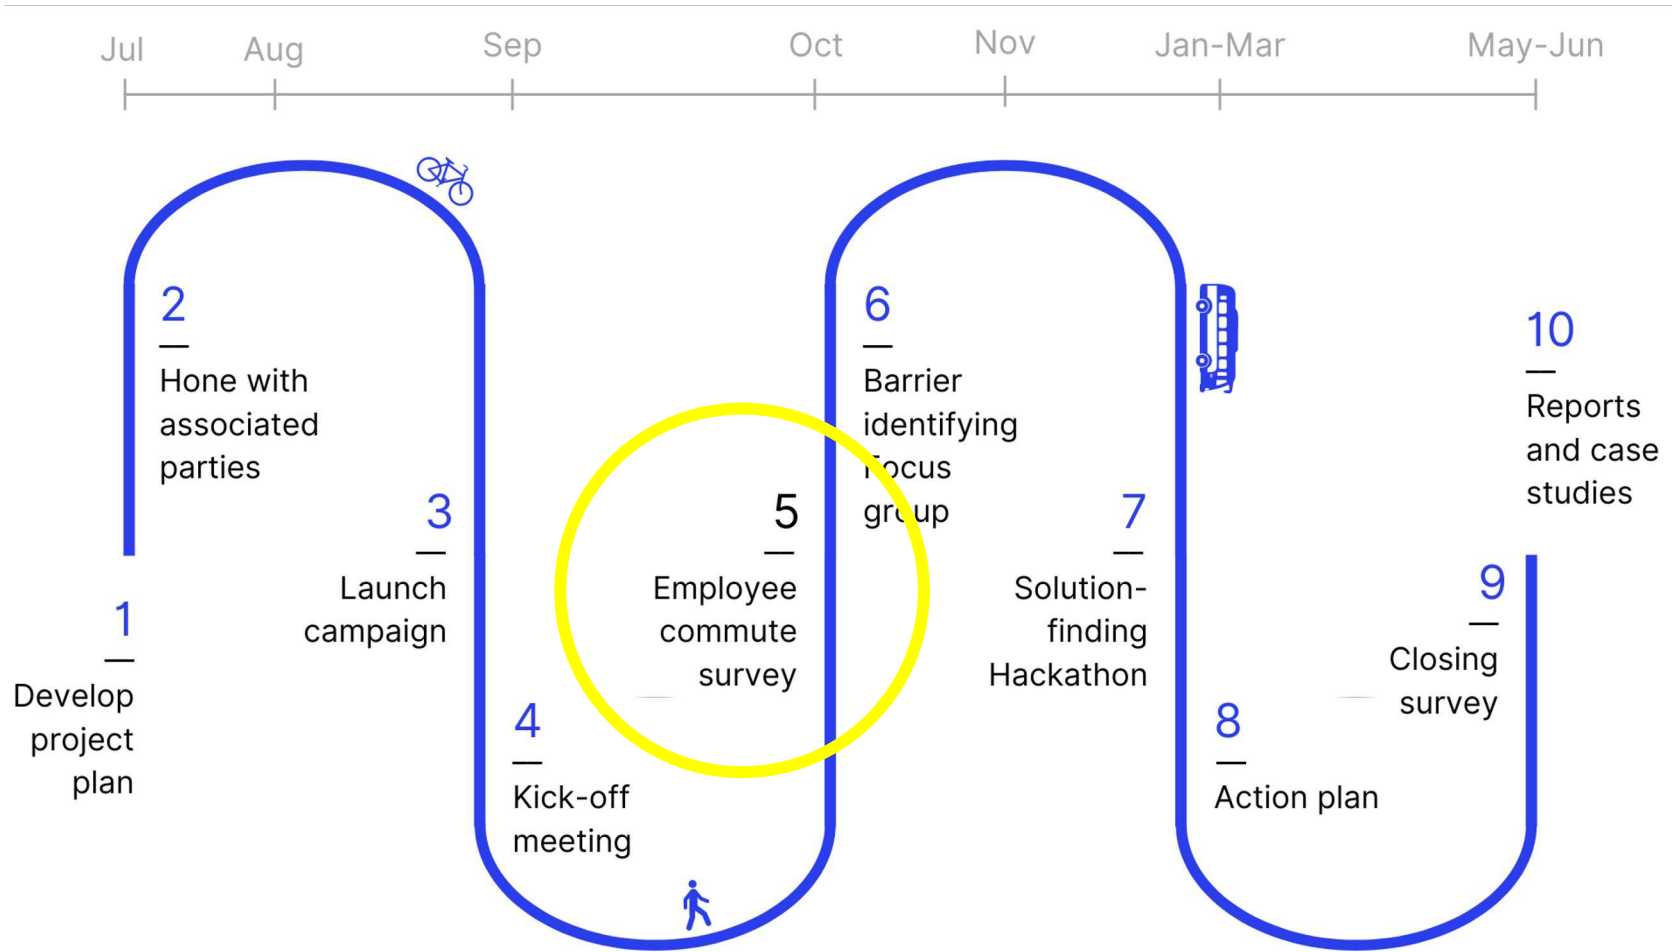 Jul Aug Sep Oct Nov Jan-Mar May-Jun
1
Develop
project
plan
2
Hone with
associated
parties
3
Launch
campaign
4
Kick-off
meeting
5
Employee
commute
survey
6
Barrier
identifying
Focus
group
7
Solution-
finding
Hackathon
8
Action plan
9
Closing
survey
10
Reports
and case
studies